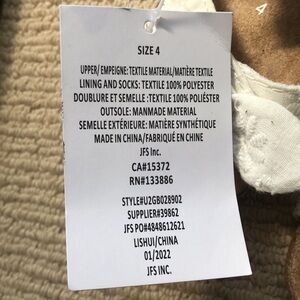 SIZE 4
UPPER/EMPEIGNE:TEXTILE MATERIAL/MATIÈRE TEXTILE
LINING AND SOCKS: TEXTILE 100% POLYESTER
DOUBLURE ET SEMELLE :TEXTILE 100% POLIÉSTER
OUTSOLE: MANMADE MATERIAL
SEMELLE EXTÉRIEURE: MATIÈRE SYNTHÉTIQUE
MADE IN CHINA/FABRIQUÉ EN CHINE
JFS Inc.
CA#15372
RN#133886
STYLE#U2GB028902
SUPPLIER#39862
JFS PO#4848612621
LISHUI/CHINA
01/2022
JFS INC.
4